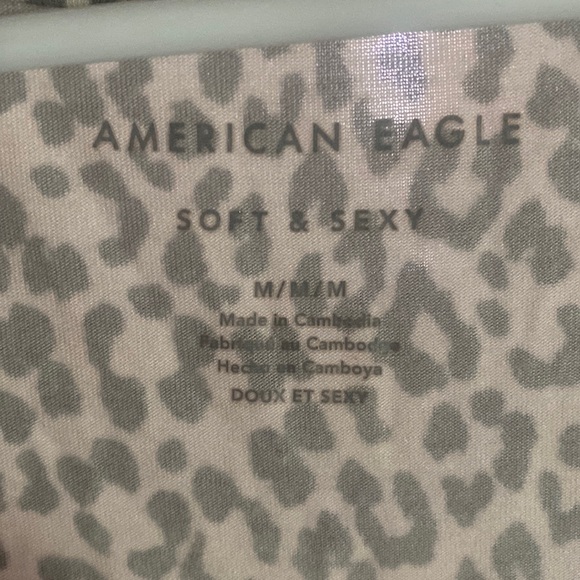 AMERICAN EAGLE
SOFT & SEXY
M/M/M
Made in Cambodia
Fabriqué au Cambodge
Hecho en Camboya
DOUX ET SEXY